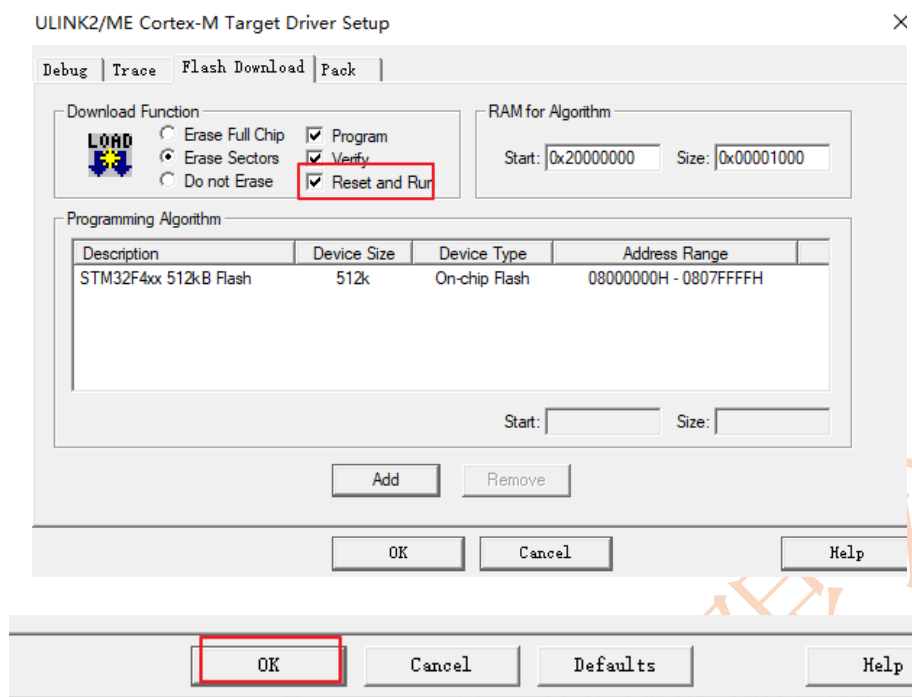 ULINK2/ME Cortex-M Target Driver Setup
Debug Trace Flash Download Pack
Download Function
LOAD
Erase Full Chip
Erase Sectors
Do not Erase
Program
Verify
Reset and Run
RAM for Algorithm
Start: 0x20000000 Size: 0x00001000
Programming Algorithm
Description Device Size Device Type Address Range
STM32F4xx 512kB Flash 512k On-chip Flash 08000000H - 0807FFFFH
Start: Size:
Add Remove
OK Cancel Help
OK Cancel Defaults Help